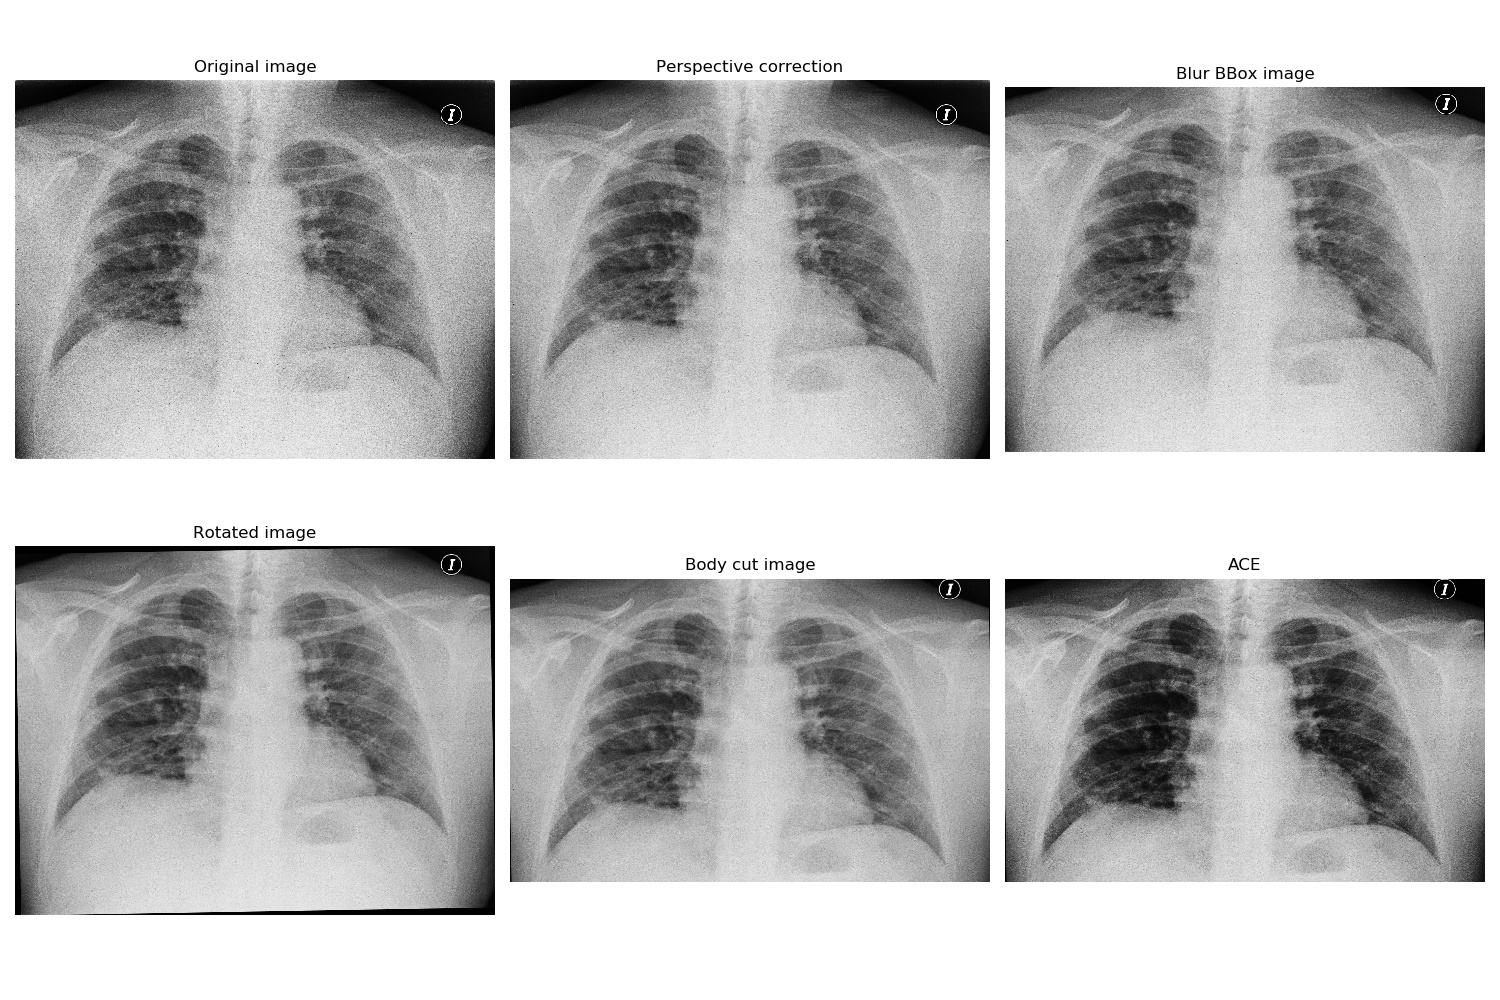 Original image
Perspective correction
Blur BBox image
I
I
I
Rotated image
Body cut image
ACE
I
I
I